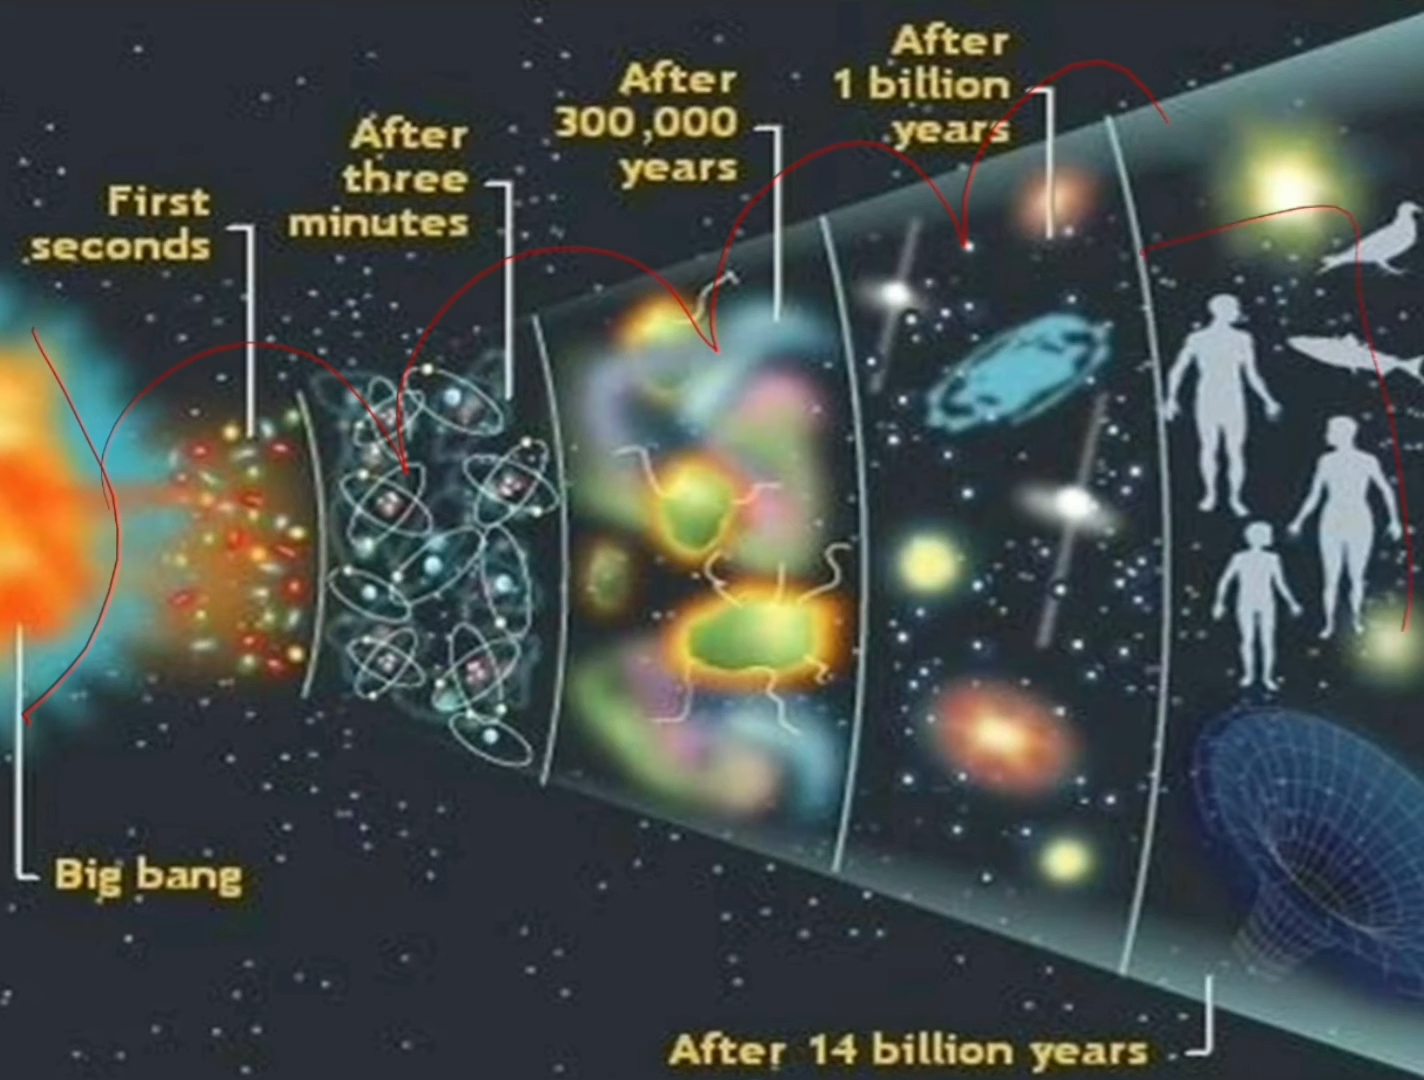 First
seconds
After
three
minutes
After
300,000
years
After
1 billion
years
Big bang
After 14 billion years